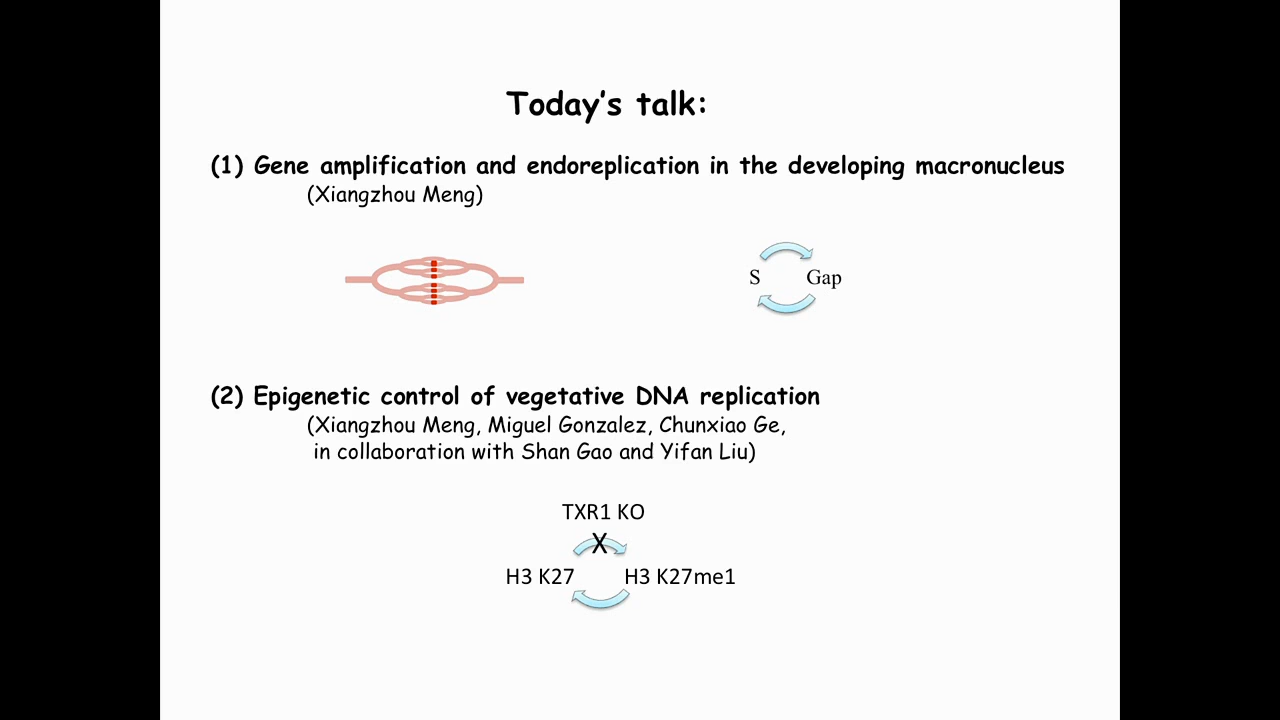 Today's talk:
(1) Gene amplification and endoreplication in the developing macronucleus
(Xiangzhou Meng)
S Gap
(2) Epigenetic control of vegetative DNA replication
(Xiangzhou Meng, Miguel Gonzalez, Chunxiao Ge,
in collaboration with Shan Gao and Yifan Liu)
TXR1 KO
X
H3 K27 H3 K27me1